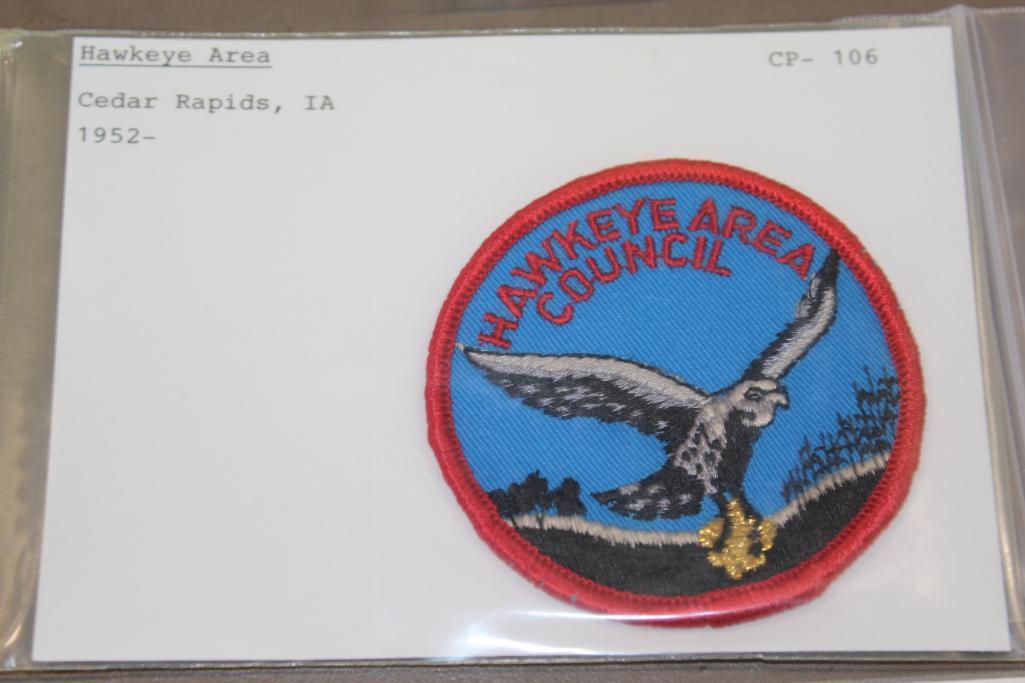 Hawkeye Area
CP- 106
Cedar Rapids, IA
1952-
HAWKEYE AREA
COUNCIL